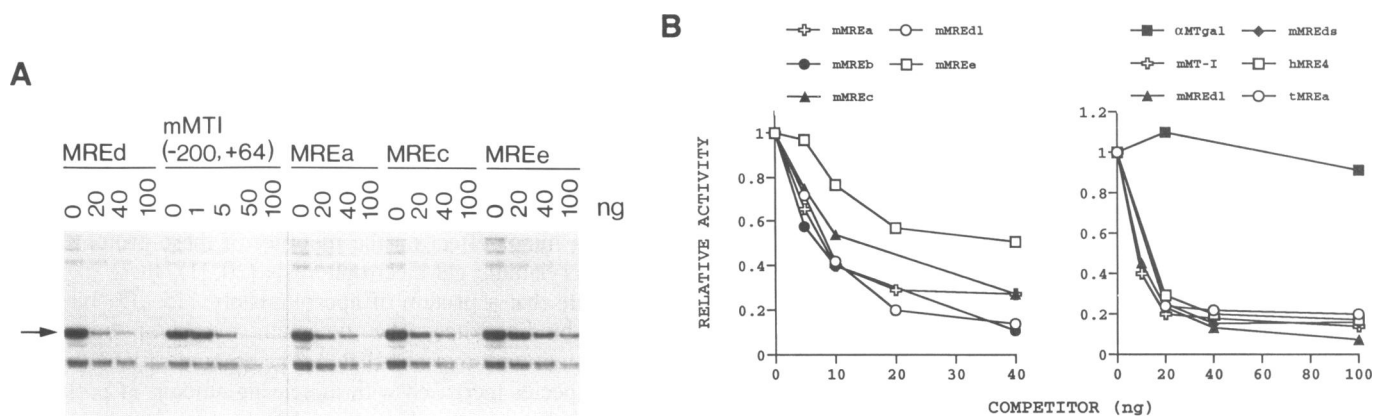 A
MREd
mMTI
(-200, +64)
MREa
MREc
MREe
0 20 40 100 0 1 5 50 100 0 20 40 100 0 20 40 100 0 20 40 100 ng
B
mMREa
mMREb
mMREc
mMREdl
mMREe
αMTgal
mMT-I
mMREdl
mMREds
hMRE4
tMREa
RELATIVE ACTIVITY
1
0.8
0.6
0.4
0.2
0
0 10 20 30 40
1.2
1
0.8
0.6
0.4
0.2
0
0 20 40 60 80 100
COMPETITOR (ng)